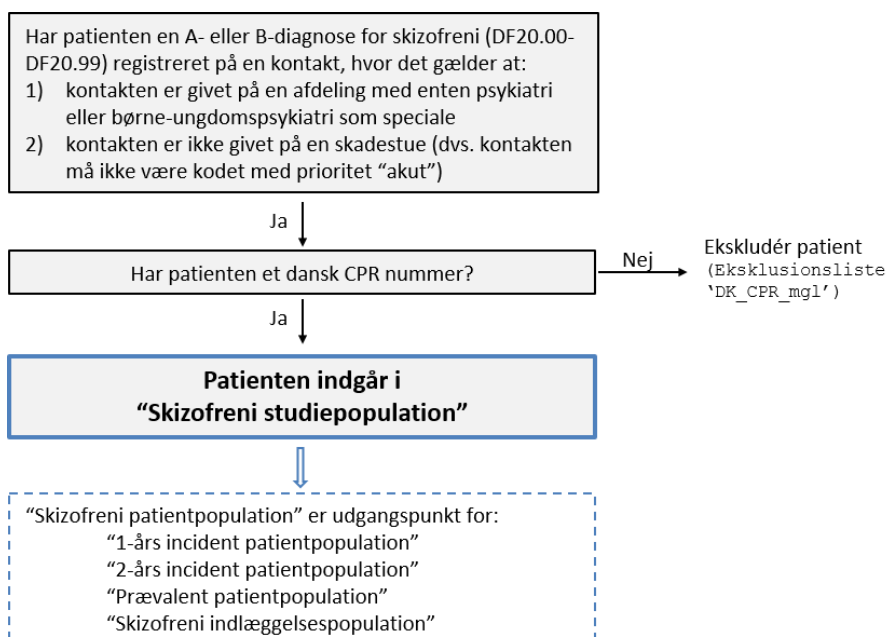 Har patienten en A- eller B-diagnose for skizofreni (DF20.00-
DF20.99) registreret på en kontakt, hvor det gælder at:
1) kontakten er givet på en afdeling med enten psykiatri
eller børne-ungdomspsykiatri som speciale
2) kontakten er ikke givet på en skadestue (dvs. kontakten
må ikke være kodet med prioritet “akut”)
Ja
Har patienten et dansk CPR nummer?
Nej
Ekskludér patient
(Eksklusionsliste
‘DK_CPR_mgl’)
Ja
Patienten indgår i
“Skizofreni studiepopulation”
“Skizofreni patientpopulation” er udgangspunkt for:
“1-års incident patientpopulation”
“2-års incident patientpopulation”
“Prævalent patientpopulation”
“Skizofreni indlæggelsespopulation”